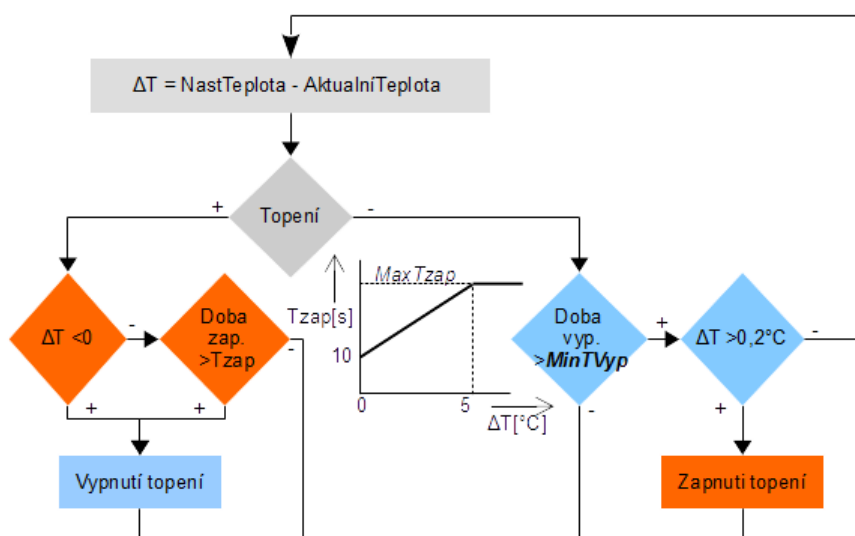 ΔT = NastTeplota - AktualníTeplota
Topení
+
-
MaxTzap
Tzap[s]
10
0
5
ΔT[°C]
ΔT <0
-
Doba
zap.
>Tzap
-
Doba
vyp.
>MinTVyp
+
ΔT >0,2°C
-
+
+
-
+
Vypnutí topení
Zapnuti topení